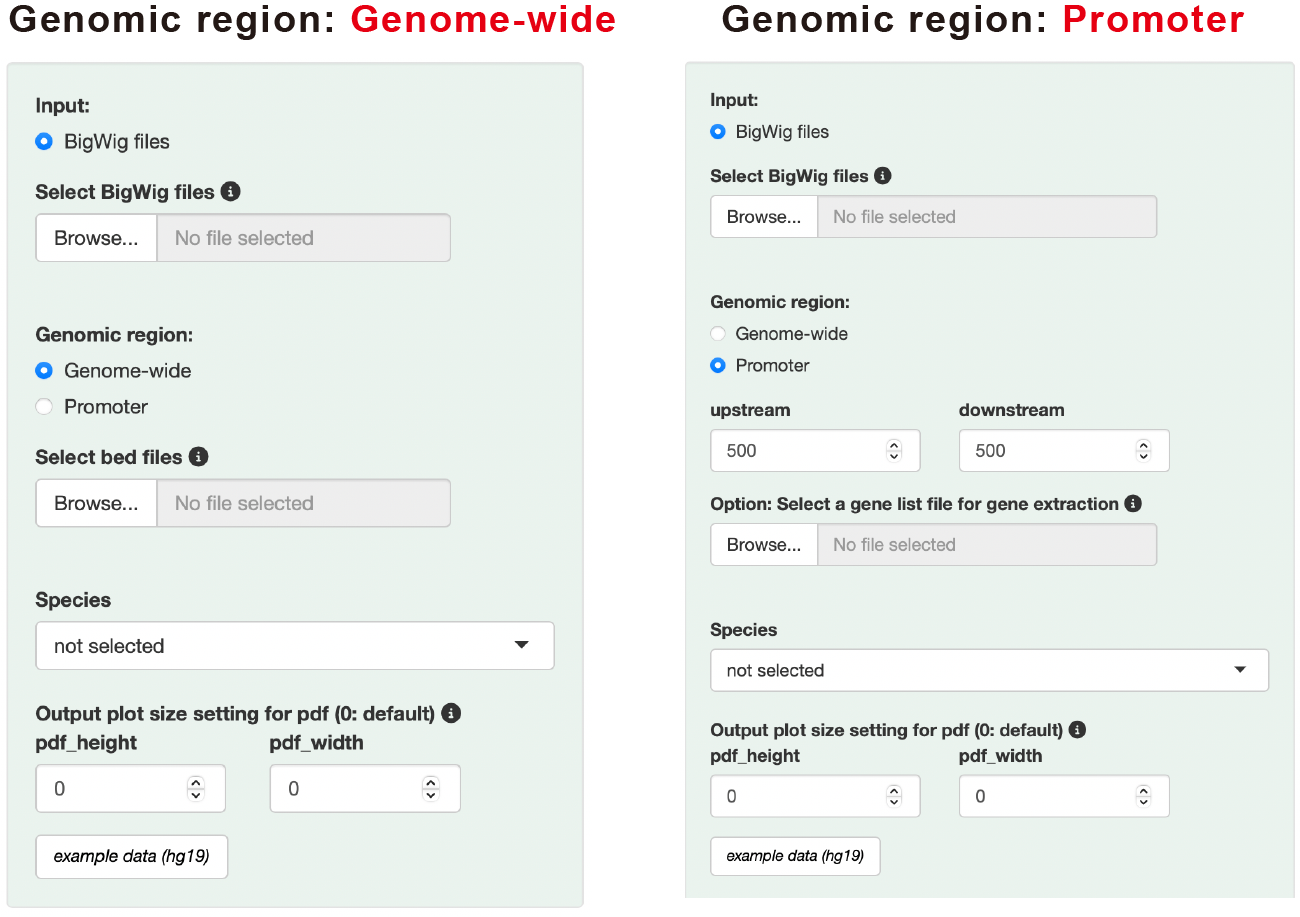 Genomic region: Genome-wide
Input:
BigWig files
Select BigWig files
Browse... No file selected
Genomic region:
Genome-wide
Promoter
Select bed files
Browse... No file selected
Species
not selected
Output plot size setting for pdf (0: default)
pdf_height pdf_width
0 0
example data (hg19)
Genomic region: Promoter
Input:
BigWig files
Select BigWig files
Browse... No file selected
Genomic region:
Genome-wide
Promoter
upstream downstream
500 500
Option: Select a gene list file for gene extraction
Browse... No file selected
Species
not selected
Output plot size setting for pdf (0: default)
pdf_height pdf_width
0 0
example data (hg19)